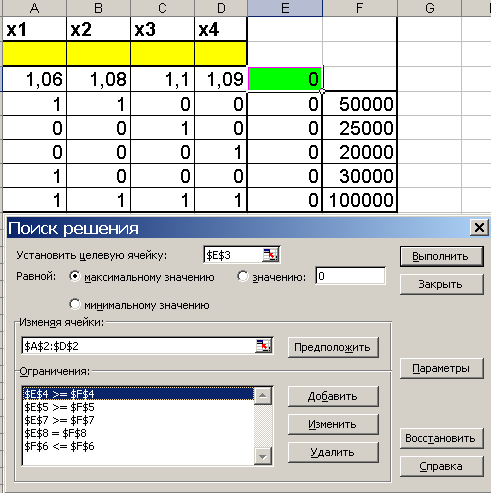 A B C D E F G H
x1 x2 x3 x4
1,06 1,08 1,1 1,09 0
1 1 0 0 0 50000
0 0 1 0 0 25000
0 0 0 1 0 20000
1 0 0 0 0 30000
1 1 1 1 0 100000
Поиск решения
Установить целевую ячейку: $E$3 Выполнить
Равной: максимальному значению значению: 0 Закрыть
минимальному значению
Изменяя ячейки:
$A$2:$D$2 Предположить
Ограничения: Параметры
$E$4 >= $F$4 Добавить
$E$5 >= $F$5
$E$7 >= $F$7 Изменить
$E$8 = $F$8 Восстановить
$F$6 <= $F$6 Удалить
Справка